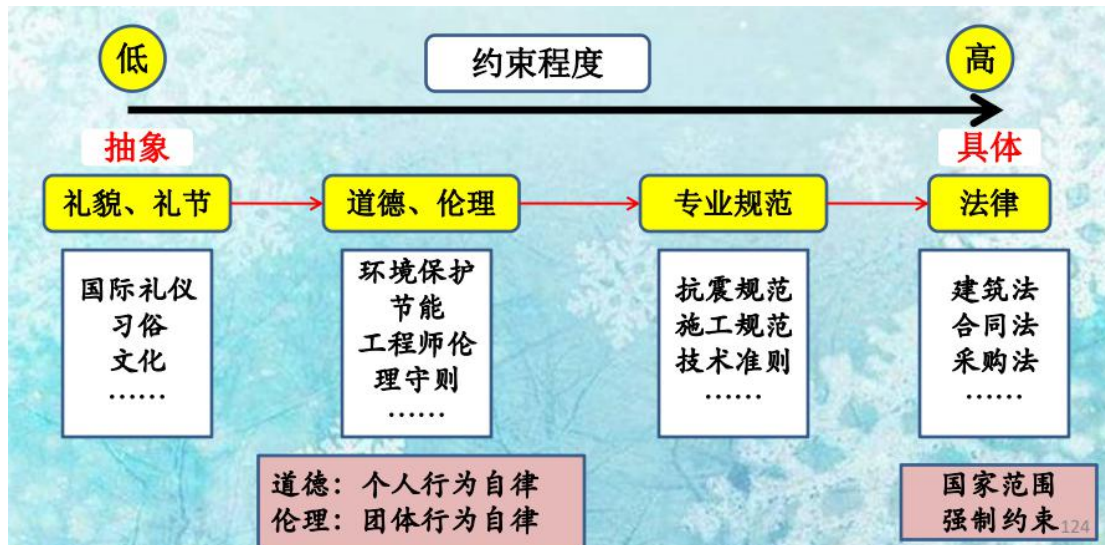 低
约束程度
高
抽象
具体
礼貌、礼节
道德、伦理
专业规范
法律
国际礼仪
习俗
文化
……
环境保护
节能
工程师伦
理守则
……
抗震规范
施工规范
技术准则
……
建筑法
合同法
采购法
……
道德：个人行为自律
伦理：团体行为自律
国家范围
强制约束
124